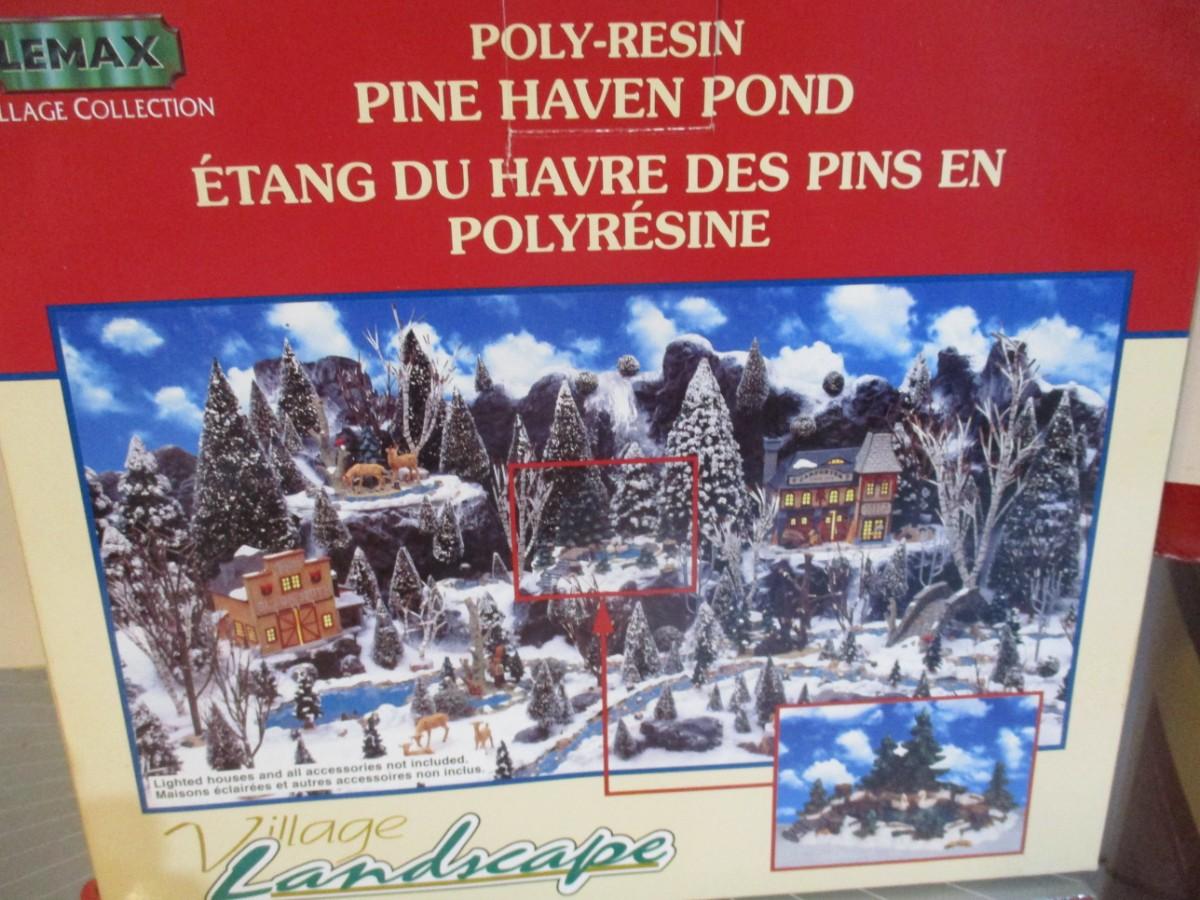 LEMAX
LLAGE COLLECTION
POLY-RESIN
PINE HAVEN POND
ÉTANG DU HAVRE DES PINS EN
POLYRÉSINE
Lighted houses and all accessories not included.
Maisons éclairées et autres accessoires non inclus.
Village
Landscape